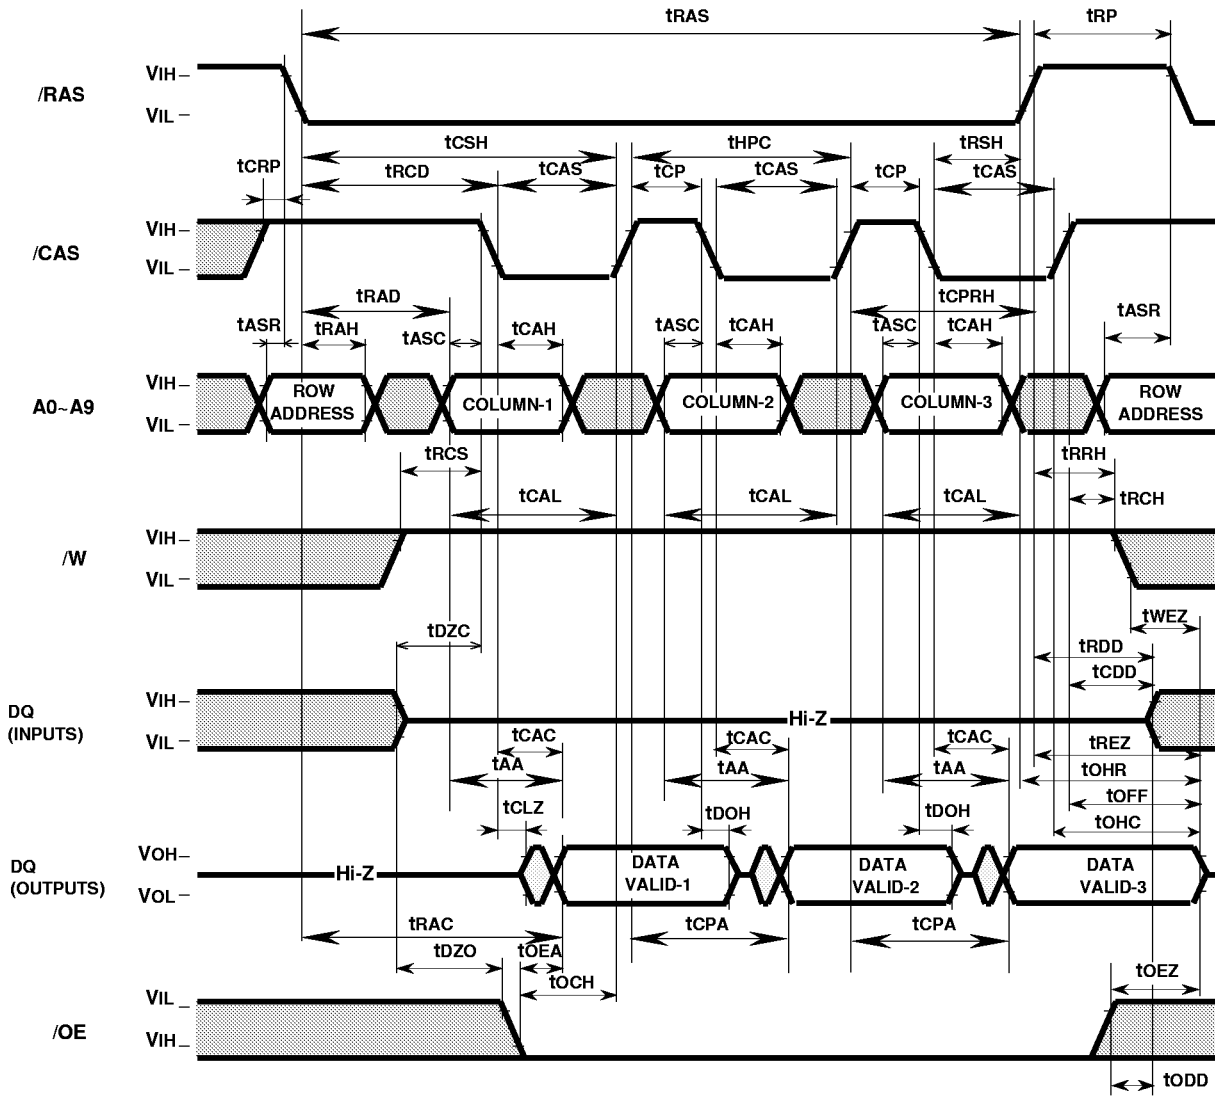 tRAS
tRP
/RAS
VIH
VIL
tCSH
tHPC
tRSH
tCRP
tRCD
tCAS
tCP
tCAS
tCP
tCAS
/CAS
VIH
VIL
tRAD
tCPRH
tASR
tRAH
tASC
tCAH
tASC
tCAH
tASC
tCAH
tASR
A0~A9
VIH
VIL
ROW
ADDRESS
COLUMN-1
COLUMN-2
COLUMN-3
ROW
ADDRESS
tRCS
tRRH
tCAL
tCAL
tCAL
tRCH
/W
VIH
VIL
tWEZ
tDZC
tRDD
tCDD
DQ
(INPUTS)
VIH
VIL
Hi-Z
tCAC
tCAC
tCAC
tREZ
tAA
tAA
tAA
tOHR
tOFF
tCLZ
tDOH
tDOH
tOHC
DQ
(OUTPUTS)
VOH
VOL
Hi-Z
DATA
VALID-1
DATA
VALID-2
DATA
VALID-3
tRAC
tCPA
tCPA
tDZO
tOEA
tOCH
tOEZ
/OE
VIL
VIH
tODD